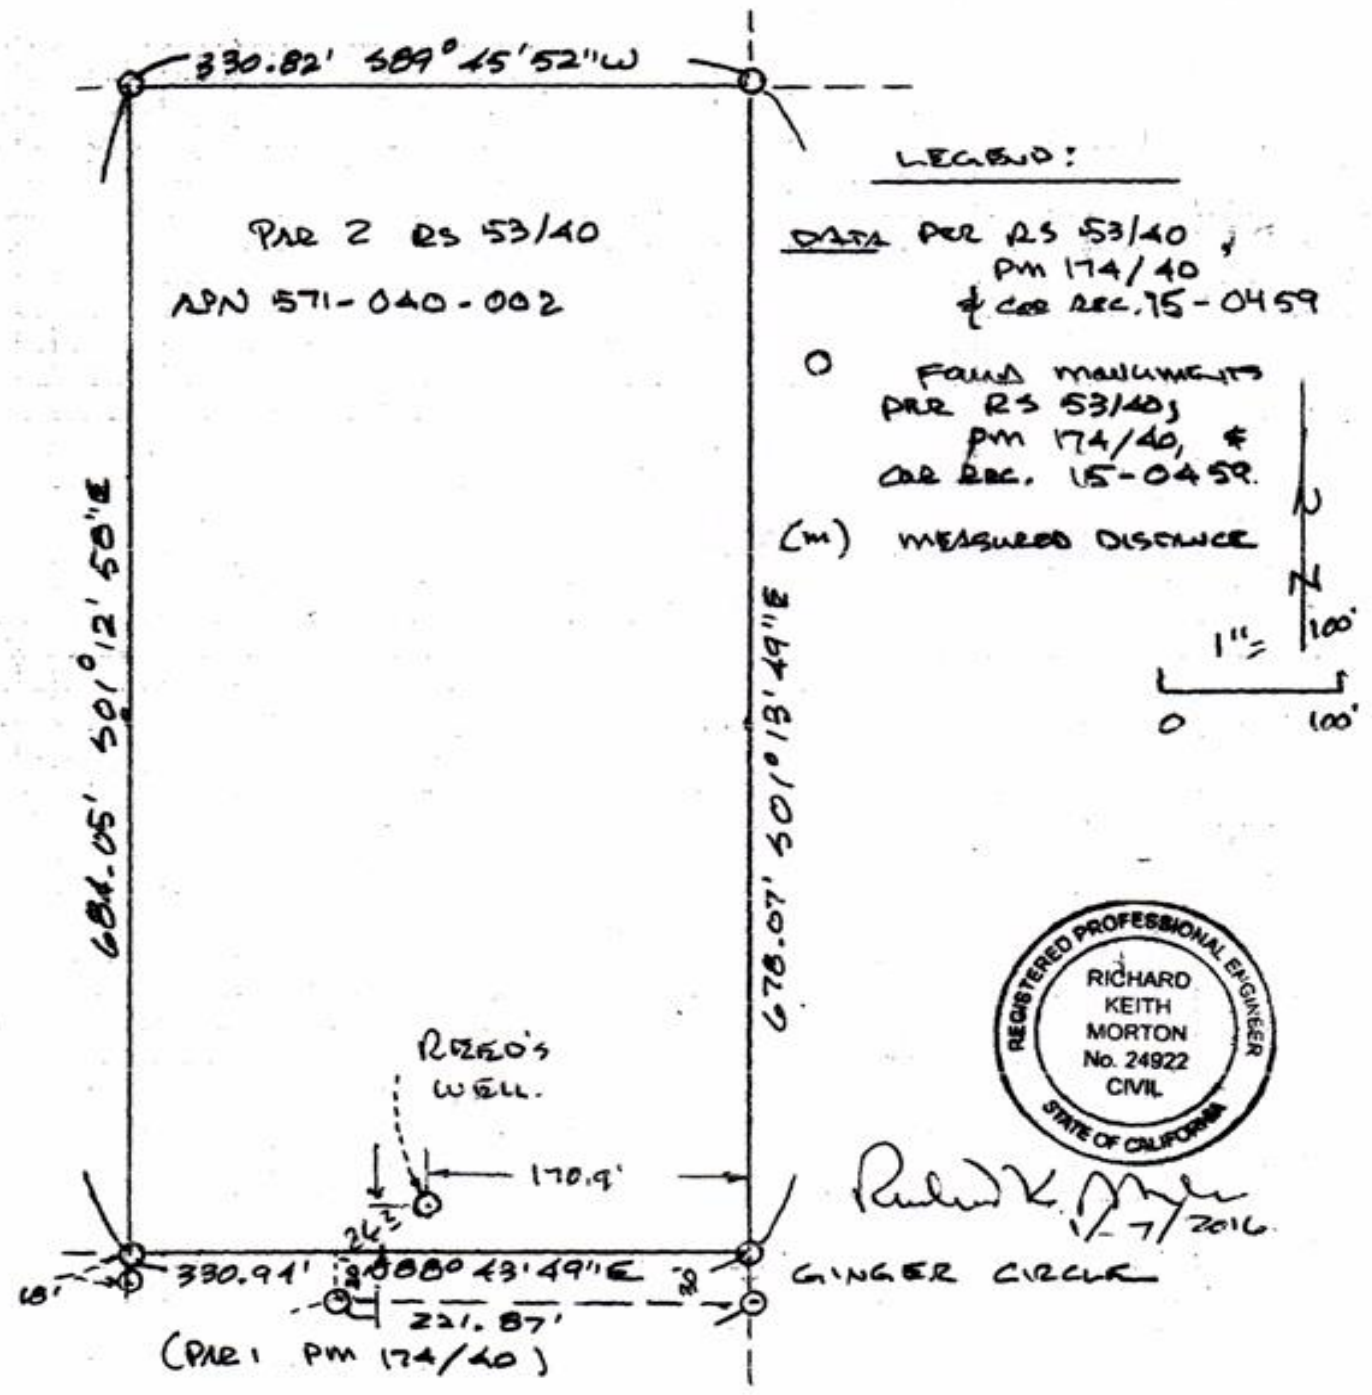 330.82' S89°45'52"W
LEGEND:
PAR 2 RS 53/40
APN 571-040-002
DATA PER RS 53/40,
PM 174/40
& COR REC. 15-0459
O FOUND MONUMENTS
PER RS 53/40;
PM 174/40, &
COR REC. 15-0459.
(m) MEASURED DISTANCE
N
1"= 100'
0 100'
684.05' S01°12'58"E
678.07' S01°13'49"E
REGISTERED PROFESSIONAL ENGINEER
RICHARD
KEITH
MORTON
No. 24922
CIVIL
STATE OF CALIFORNIA
1/7/2016
REED'S
WELL.
170.9'
330.94' N88°43'49"E
30
GINGER CIRCLE
18'
221.87'
(PAR 1 PM 174/40)